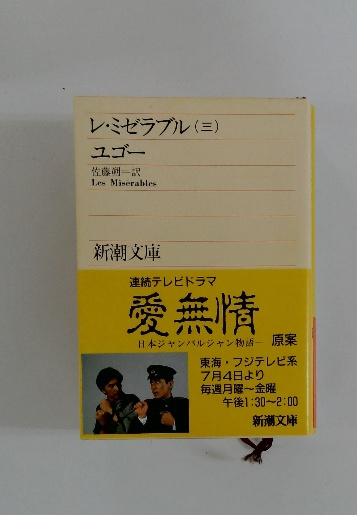 レ・ミゼラブル(三)
ユゴー
佐藤朔=訳
Les Misérables
新潮文庫
連続テレビドラマ
愛無情
―日本ジャンバルジャン物語―
原案
東海・フジテレビ系
7月4日より
毎週月曜~金曜
午後1:30~2:00
新潮文庫